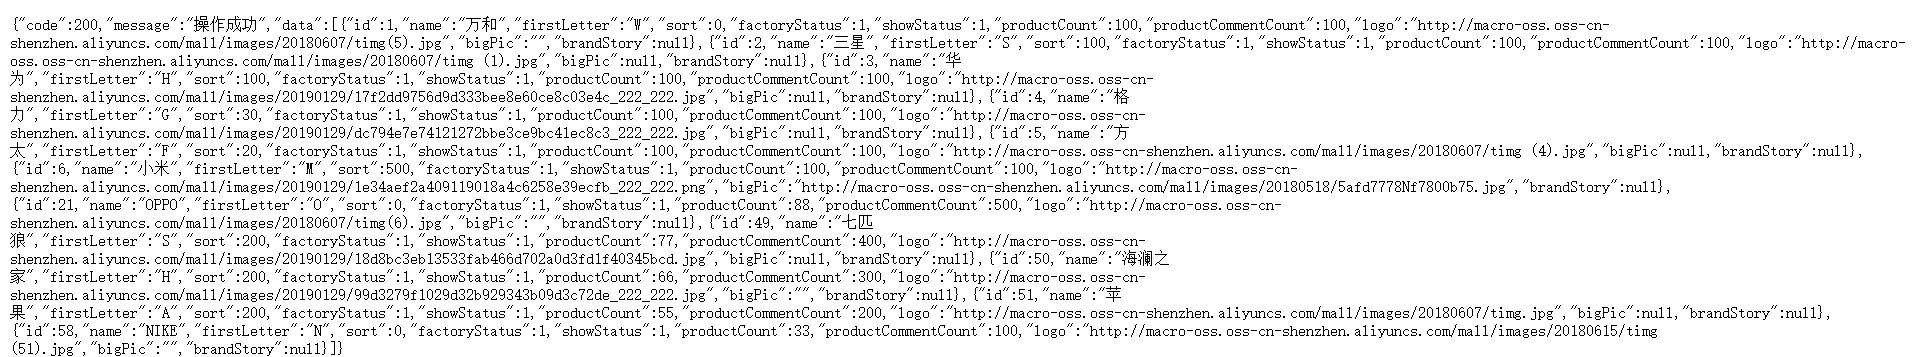 {"code":200,"message":"操作成功","data":[{"id":1,"name":"万和","firstLetter":"W","sort":0,"factoryStatus":1,"showStatus":1,"productCount":100,"productCommentCount":100,"logo":"http://macro-oss.oss-cn-
shenzhen.aliyuncs.com/mall/images/20180607/timg(5).jpg","bigPic":"","brandStory":null},{"id":2,"name":"三星","firstLetter":"S","sort":100,"factoryStatus":1,"showStatus":1,"productCount":100,"productCommentCount":100,"logo":"http://macro-
oss.oss-cn-shenzhen.aliyuncs.com/mall/images/20180607/timg (1).jpg","bigPic":null,"brandStory":null},{"id":3,"name":"华
为","firstLetter":"H","sort":100,"factoryStatus":1,"showStatus":1,"productCount":100,"productCommentCount":100,"logo":"http://macro-oss.oss-cn-
shenzhen.aliyuncs.com/mall/images/20190129/17f2dd9756d9d333bee8e60ce8c03e4c_222_222.jpg","bigPic":null,"brandStory":null},{"id":4,"name":"格
力","firstLetter":"G","sort":30,"factoryStatus":1,"showStatus":1,"productCount":100,"productCommentCount":100,"logo":"http://macro-oss.oss-cn-
shenzhen.aliyuncs.com/mall/images/20190129/dc794e7e74121272bbe3ce9bc41ec8c3_222_222.jpg","bigPic":null,"brandStory":null},{"id":5,"name":"方
太","firstLetter":"F","sort":20,"factoryStatus":1,"showStatus":1,"productCount":100,"productCommentCount":100,"logo":"http://macro-oss.oss-cn-shenzhen.aliyuncs.com/mall/images/20180607/timg (4).jpg","bigPic":null,"brandStory":null},
{"id":6,"name":"小米","firstLetter":"M","sort":500,"factoryStatus":1,"showStatus":1,"productCount":100,"productCommentCount":100,"logo":"http://macro-oss.oss-cn-
shenzhen.aliyuncs.com/mall/images/20190129/1e34aef2a409119018a4c6258e39ecfb_222_222.png","bigPic":"http://macro-oss.oss-cn-shenzhen.aliyuncs.com/mall/images/20180518/5afd7778Nf7800b75.jpg","brandStory":null},
{"id":21,"name":"OPPO","firstLetter":"O","sort":0,"factoryStatus":1,"showStatus":1,"productCount":88,"productCommentCount":500,"logo":"http://macro-oss.oss-cn-
shenzhen.aliyuncs.com/mall/images/20180607/timg(6).jpg","bigPic":"","brandStory":null},{"id":49,"name":"七匹
狼","firstLetter":"S","sort":200,"factoryStatus":1,"showStatus":1,"productCount":77,"productCommentCount":400,"logo":"http://macro-oss.oss-cn-
shenzhen.aliyuncs.com/mall/images/20190129/18d8bc3eb13533fab466d702a0d3fd1f40345bcd.jpg","bigPic":null,"brandStory":null},{"id":50,"name":"海澜之
家","firstLetter":"H","sort":200,"factoryStatus":1,"showStatus":1,"productCount":66,"productCommentCount":300,"logo":"http://macro-oss.oss-cn-
shenzhen.aliyuncs.com/mall/images/20190129/99d3279f1029d32b929343b09d3c72de_222_222.jpg","bigPic":"","brandStory":null},{"id":51,"name":"苹
果","firstLetter":"A","sort":200,"factoryStatus":1,"showStatus":1,"productCount":55,"productCommentCount":200,"logo":"http://macro-oss.oss-cn-shenzhen.aliyuncs.com/mall/images/20180607/timg.jpg","bigPic":null,"brandStory":null},
{"id":58,"name":"NIKE","firstLetter":"N","sort":0,"factoryStatus":1,"showStatus":1,"productCount":33,"productCommentCount":100,"logo":"http://macro-oss.oss-cn-shenzhen.aliyuncs.com/mall/images/20180615/timg
(51).jpg","bigPic":"","brandStory":null}]}